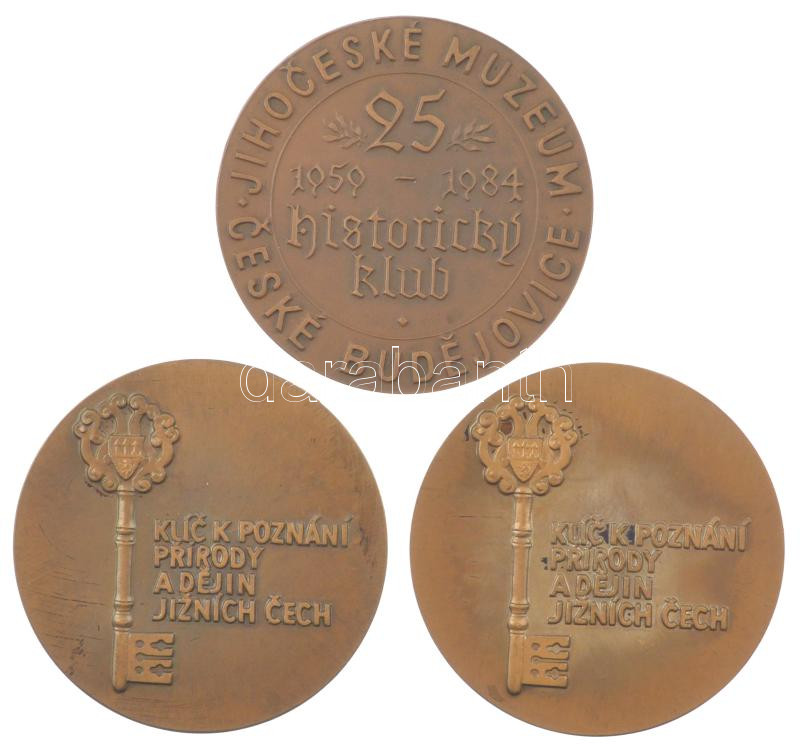 · JIHOČESKÉ MUZEUM ·
ČESKÉ BUDĚJOVICE
25
1959 – 1984
historický
klub
darabanth
KLÍČ K POZNÁNÍ
PŘÍRODY
A DĚJIN
JIŽNÍCH ČECH
KLÍČ K POZNÁNÍ
PŘÍRODY
A DĚJIN
JIŽNÍCH ČECH